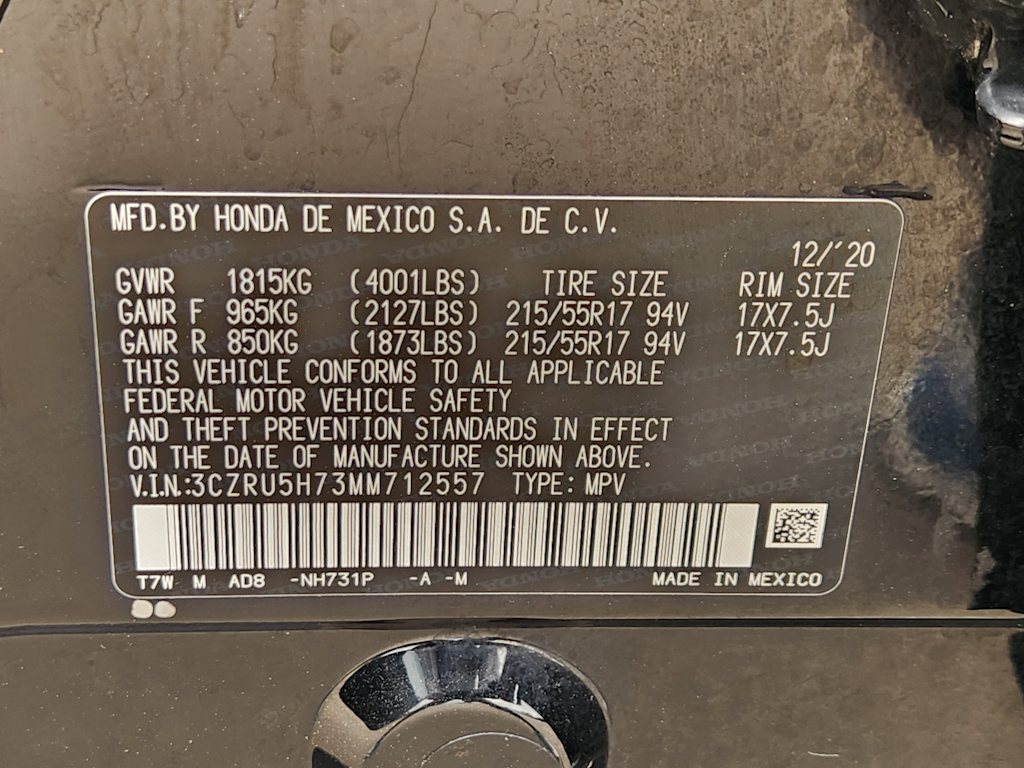 MFD.BY HONDA DE MEXICO S.A. DE C.V.
12/´20
GVWR 1815KG (4001LBS) TIRE SIZE RIM SIZE
GAWR F 965KG (2127LBS) 215/55R17 94V 17X7.5J
GAWR R 850KG (1873LBS) 215/55R17 94V 17X7.5J
THIS VEHICLE CONFORMS TO ALL APPLICABLE
FEDERAL MOTOR VEHICLE SAFETY
AND THEFT PREVENTION STANDARDS IN EFFECT
ON THE DATE OF MANUFACTURE SHOWN ABOVE.
V.I.N.:3CZRU5H73MM712557 TYPE: MPV
T7W M AD8 -NH731P -A -M MADE IN MEXICO